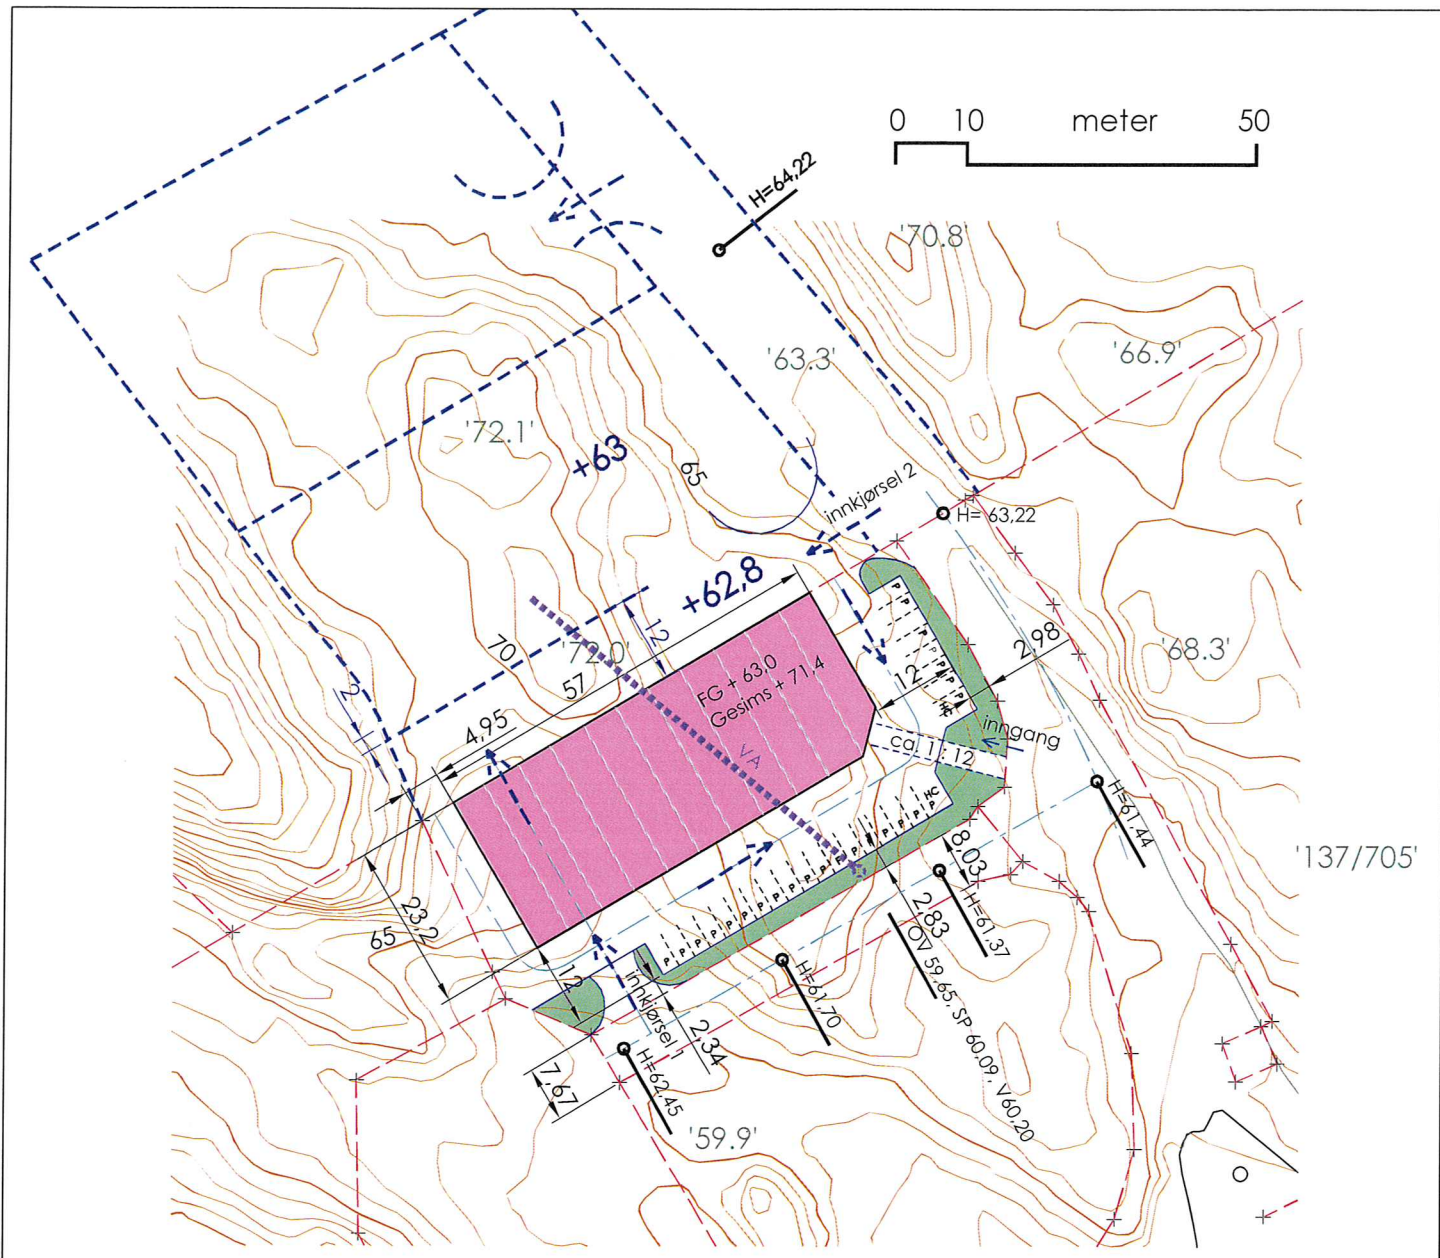 0 10 meter 50
H=64,22
'70.8'
'63.3'
'66.9'
'72.1'
+63
65
innkjørsel 2
H= 63,22
+62,8
12
70
'72.0'
57
FG + 63.0
Gesims + 71,4
2,98
'68.3'
12
2
4,95
VA
inngang
ca. 1 : 12
P P P P P P P P HC
HC
P
P P P P P P P P P P P P P P P P P
H=61,44
8,03
'137/705'
H=61,37
2,83
OV 59,65, SP 60,09, V60,20
23,2
65
H=61,70
12
innkjørsel 1
2,34
H=62,45
7,67
'59.9'